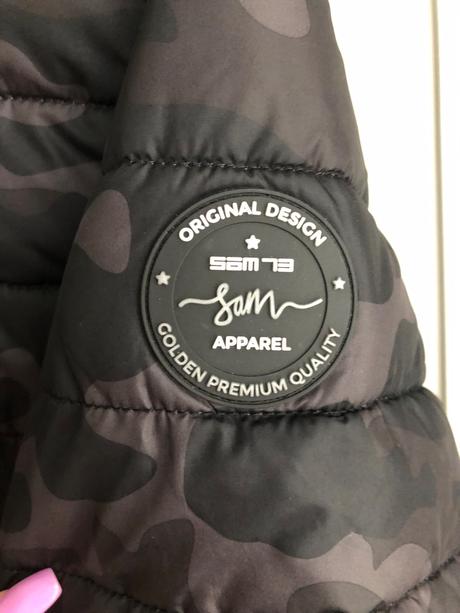 ORIGINAL DESIGN
SAM 73
Sam
APPAREL
GOLDEN PREMIUM QUALITY